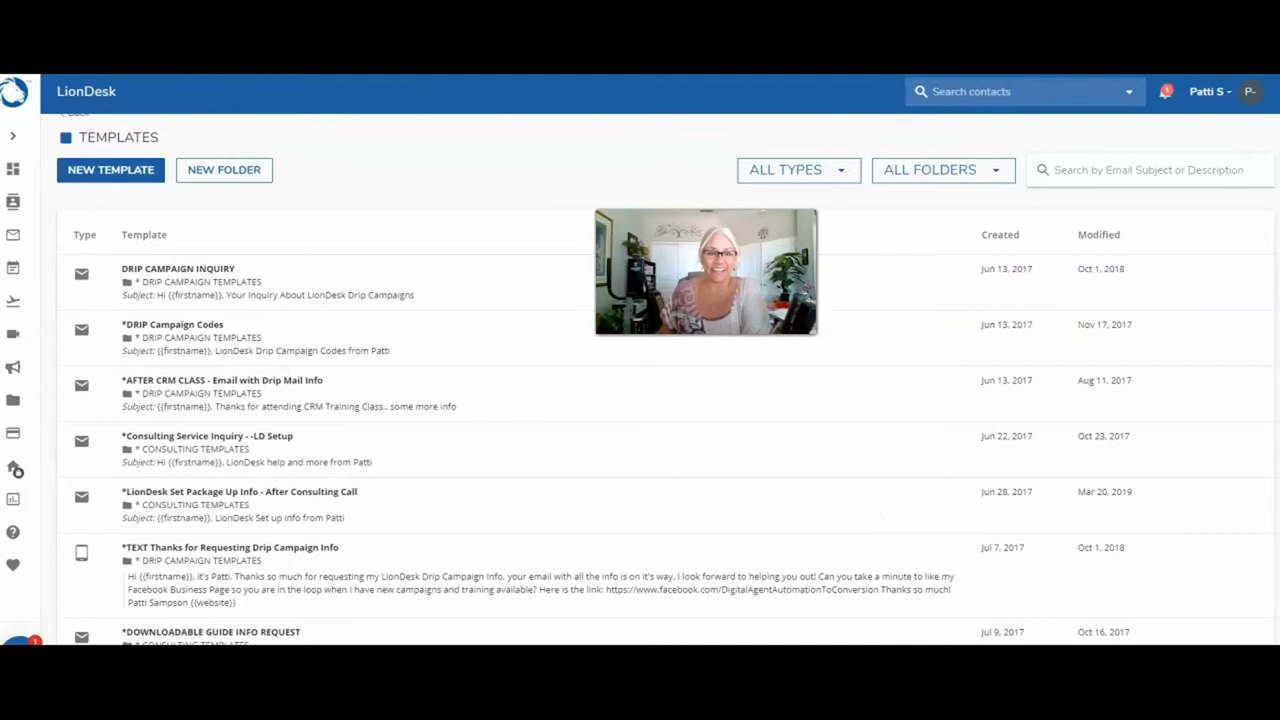 LionDesk
Search contacts
1
Patti S
P-
Back
TEMPLATES
NEW TEMPLATE
NEW FOLDER
ALL TYPES
ALL FOLDERS
Search by Email Subject or Description
Type
Template
Created
Modified
DRIP CAMPAIGN INQUIRY
Jun 13, 2017
Oct 1, 2018
* DRIP CAMPAIGN TEMPLATES
Subject: Hi {{firstname}}, Your Inquiry About LionDesk Drip Campaigns
*DRIP Campaign Codes
Jun 13, 2017
Nov 17, 2017
* DRIP CAMPAIGN TEMPLATES
Subject: {{firstname}}, LionDesk Drip Campaign Codes from Patti
*AFTER CRM CLASS - Email with Drip Mail Info
Jun 13, 2017
Aug 11, 2017
* DRIP CAMPAIGN TEMPLATES
Subject: {{firstname}}, Thanks for attending CRM Training Class.. some more info
*Consulting Service Inquiry - -LD Setup
Jun 22, 2017
Oct 23, 2017
* CONSULTING TEMPLATES
Subject: Hi {{firstname}}, LionDesk help and more from Patti
*LionDesk Set Package Up Info - After Consulting Call
Jun 28, 2017
Mar 20, 2019
* CONSULTING TEMPLATES
Subject: {{firstname}}, LionDesk Set up info from Patti
*TEXT Thanks for Requesting Drip Campaign Info
Jul 7, 2017
Oct 1, 2018
* DRIP CAMPAIGN TEMPLATES
Hi {{firstname}}, it's Patti. Thanks so much for requesting my LionDesk Drip Campaign Info, your email with all the info is on it's way. I look forward to helping you out! Can you take a minute to like my
Facebook Business Page so you are in the loop when I have new campaigns and training available? Here is the link: https://www.facebook.com/DigitalAgentAutomationToConversion Thanks so much!
Patti Sampson {{website}}
*DOWNLOADABLE GUIDE INFO REQUEST
Jul 9, 2017
Oct 16, 2017
* CONSULTING TEMPLATES
1